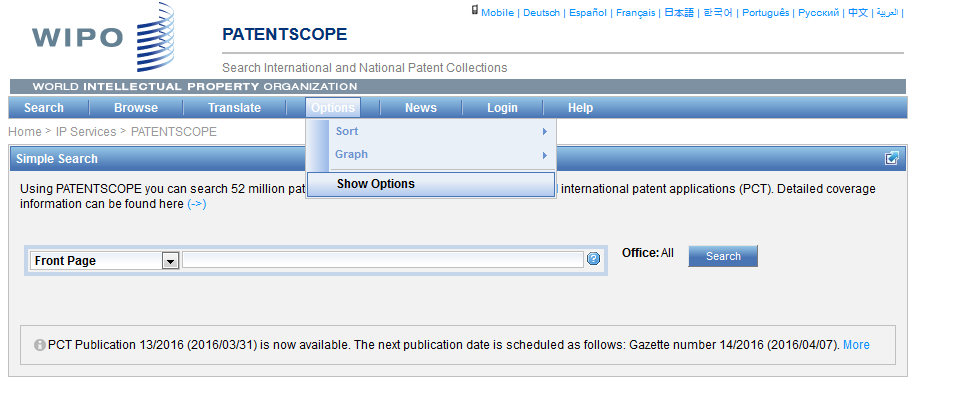 Mobile | Deutsch | Español | Français | 日本語 | 한국어 | Português | Русский | 中文 | العربية |
WIPO
PATENTSCOPE
Search International and National Patent Collections
WORLD INTELLECTUAL PROPERTY ORGANIZATION
Search Browse Translate Options News Login Help
Home > IP Services > PATENTSCOPE
Sort
Graph
Show Options
Simple Search
Using PATENTSCOPE you can search 52 million international patent applications (PCT). Detailed coverage
information can be found here (->)
Front Page
Office: All
Search
PCT Publication 13/2016 (2016/03/31) is now available. The next publication date is scheduled as follows: Gazette number 14/2016 (2016/04/07). More